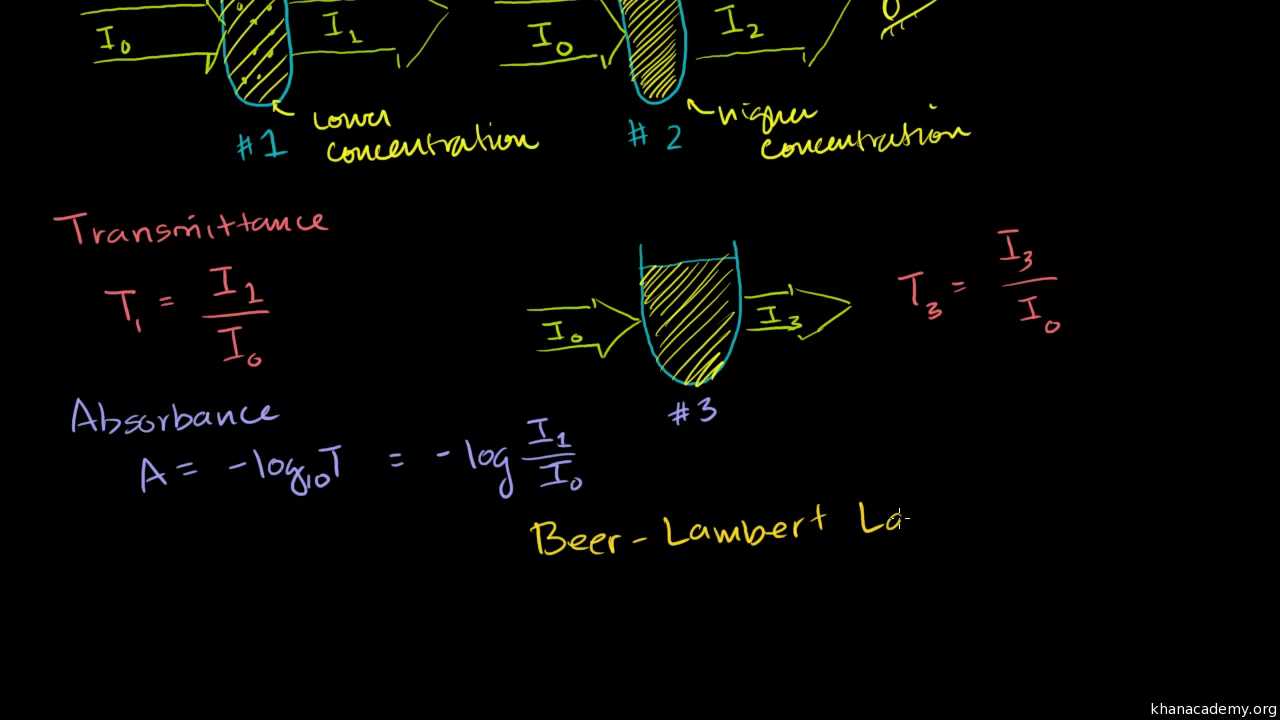 I₀ I₁ I₀ I₂ 0
lower
concentration
higher
concentration
#1 #2
Transmittance
T₁ = I₁/I₀
I₀ I₃
T₃ = I₃/I₀
#3
Absorbance
A = -log₁₀T = -log I₁/I₀
Beer-Lambert La
khanacademy.org